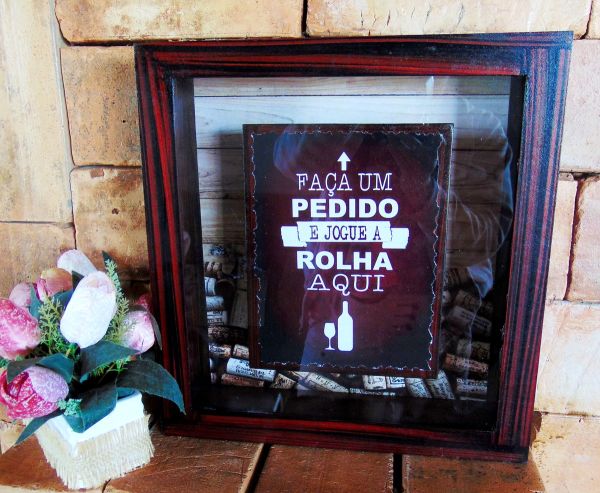 FAÇA UM
PEDIDO
E JOGUE A
ROLHA
AQUI